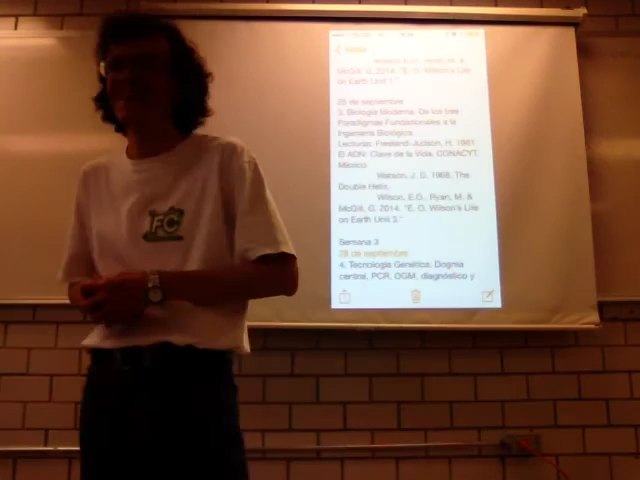 McGill, G. 2014. "E. O. Wilson's Life
on Earth Unit 1."
25 de septiembre
3. Biología Moderna. De los tres
Paradigmas Fundamentales a la
Ingeniería Biológica.
Lecturas: Freeland-Judson, H. 1981
El ADN: Clave de la Vida. CONACYT,
México
Watson, J. D. 1968. The
Double Helix.
Wilson, E.O., Ryan, M. &
McGill, G. 2014. "E. O. Wilson's Life
on Earth Unit 3."
Semana 3
28 de septiembre
4. Tecnología Genética. Dogma
central, PCR, OGM, diagnóstico y
FC